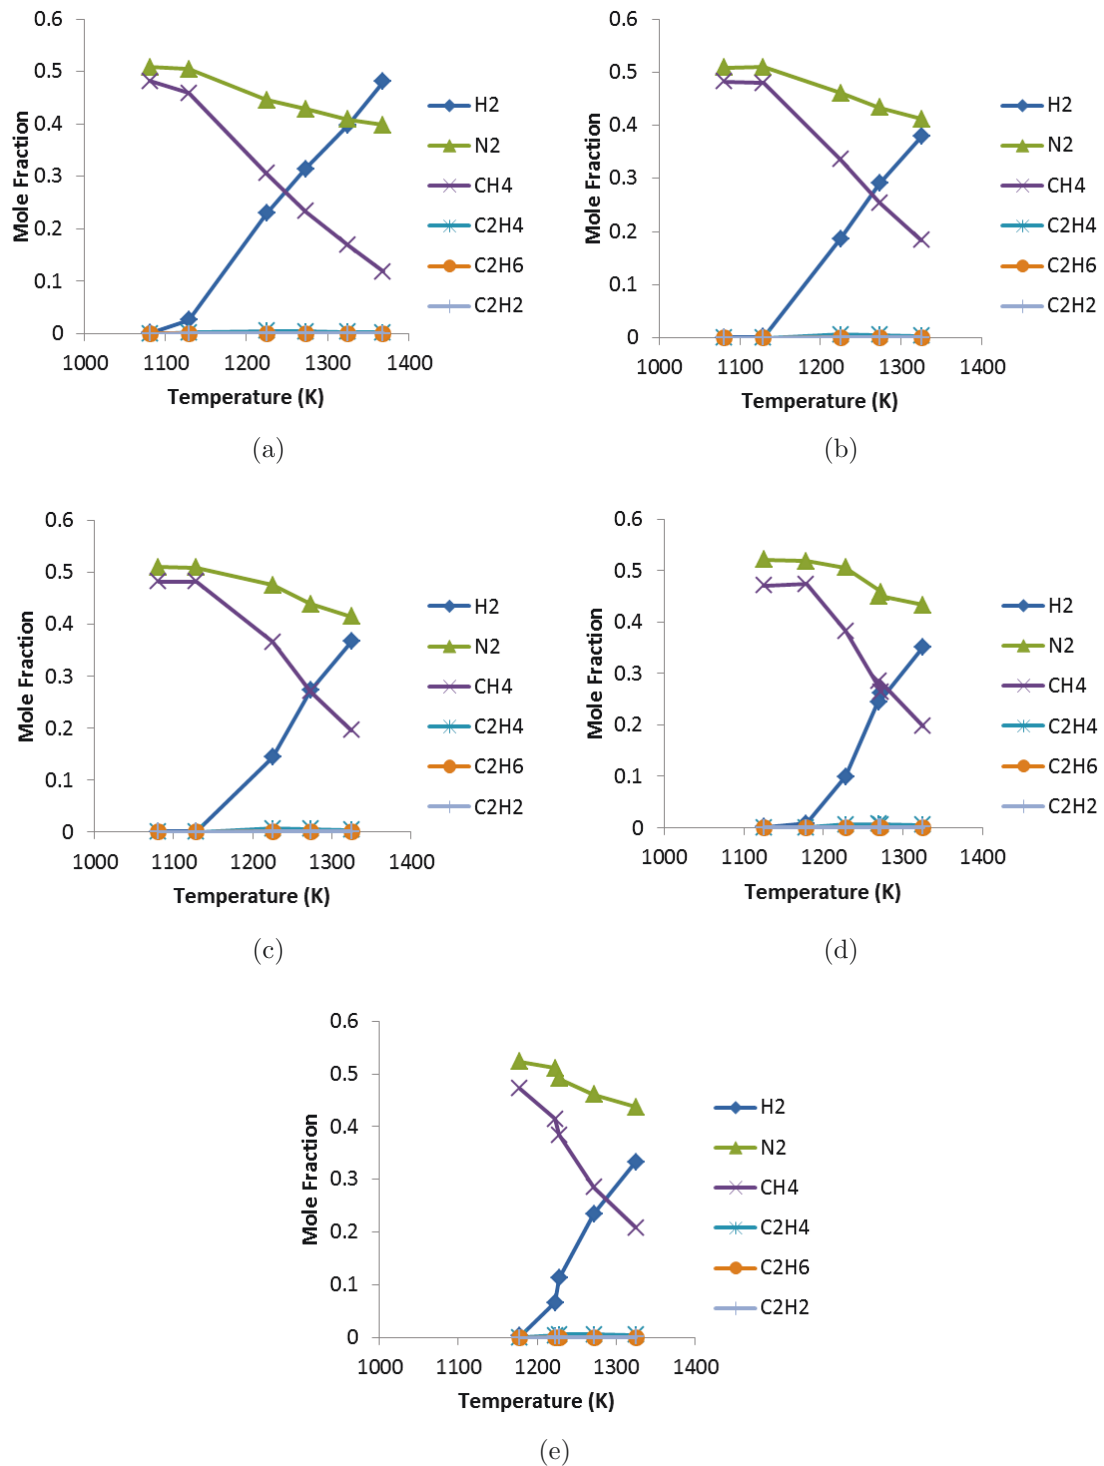 0.6
0.5
0.4
0.3
0.2
0.1
0
Mole Fraction
1000 1100 1200 1300 1400
Temperature (K)
H2
N2
CH4
C2H4
C2H6
C2H2
(a)
0.6
0.5
0.4
0.3
0.2
0.1
0
Mole Fraction
1000 1100 1200 1300 1400
Temperature (K)
H2
N2
CH4
C2H4
C2H6
C2H2
(b)
0.6
0.5
0.4
0.3
0.2
0.1
0
Mole Fraction
1000 1100 1200 1300 1400
Temperature (K)
H2
N2
CH4
C2H4
C2H6
C2H2
(c)
0.6
0.5
0.4
0.3
0.2
0.1
0
Mole Fraction
1000 1100 1200 1300 1400
Temperature (K)
H2
N2
CH4
C2H4
C2H6
C2H2
(d)
0.6
0.5
0.4
0.3
0.2
0.1
0
Mole Fraction
1000 1100 1200 1300 1400
Temperature (K)
H2
N2
CH4
C2H4
C2H6
C2H2
(e)